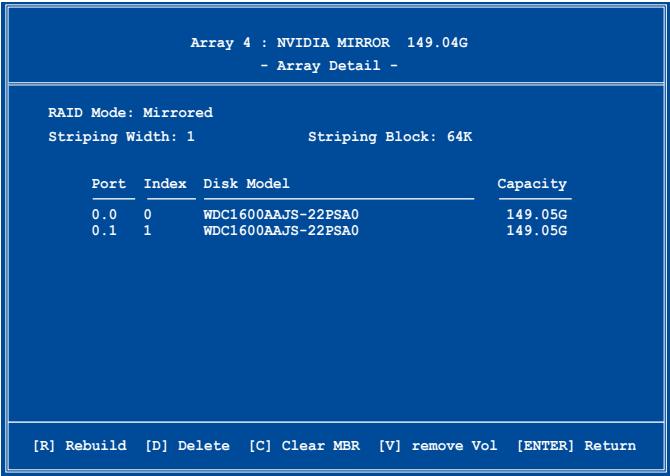 Array 4 : NVIDIA MIRROR  149.04G
- Array Detail -
RAID Mode: Mirrored
Striping Width: 1 Striping Block: 64K
Port Index Disk Model Capacity
0.0 0 WDC1600AAJS-22PSA0 149.05G
0.1 1 WDC1600AAJS-22PSA0 149.05G
[R] Rebuild [D] Delete [C] Clear MBR [V] remove Vol [ENTER] Return